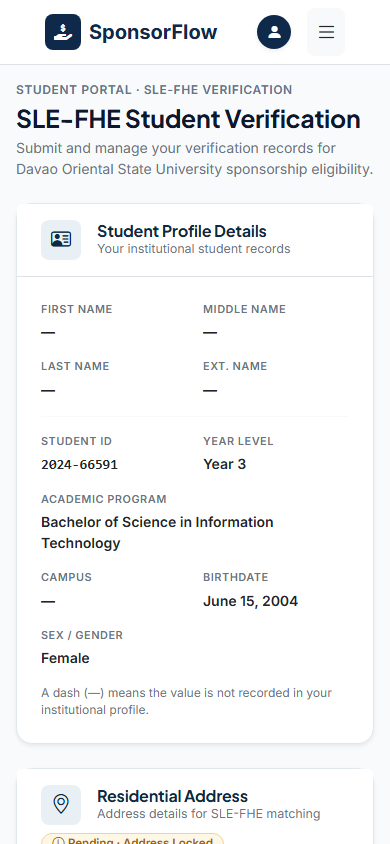 SponsorFlow
STUDENT PORTAL · SLE-FHE VERIFICATION
SLE-FHE Student Verification
Submit and manage your verification records for
Davao Oriental State University sponsorship eligibility.
Student Profile Details
Your institutional student records
FIRST NAME MIDDLE NAME
— —
LAST NAME EXT. NAME
— —
STUDENT ID YEAR LEVEL
2024-66591 Year 3
ACADEMIC PROGRAM
Bachelor of Science in Information
Technology
CAMPUS BIRTHDATE
— June 15, 2004
SEX / GENDER
Female
A dash (—) means the value is not recorded in your
institutional profile.
Residential Address
Address details for SLE-FHE matching
Pending · Address Locked